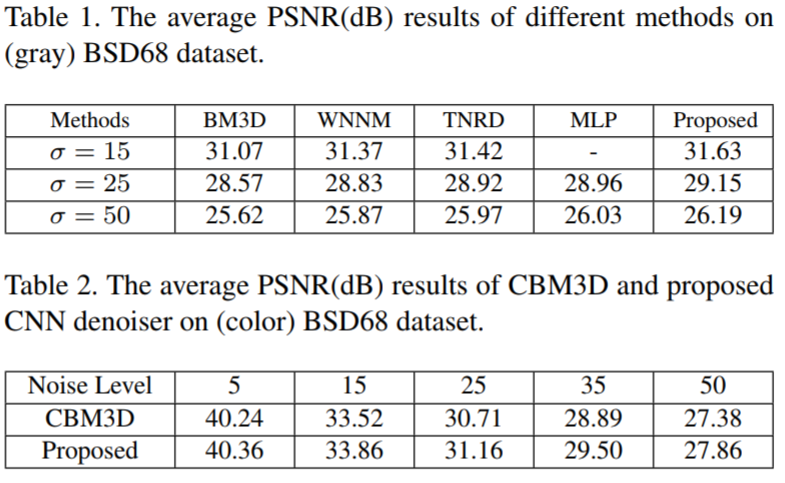 Table 1. The average PSNR(dB) results of different methods on
(gray) BSD68 dataset.
Methods BM3D WNNM TNRD MLP Proposed
σ = 15 31.07 31.37 31.42 - 31.63
σ = 25 28.57 28.83 28.92 28.96 29.15
σ = 50 25.62 25.87 25.97 26.03 26.19
Table 2. The average PSNR(dB) results of CBM3D and proposed
CNN denoiser on (color) BSD68 dataset.
Noise Level 5 15 25 35 50
CBM3D 40.24 33.52 30.71 28.89 27.38
Proposed 40.36 33.86 31.16 29.50 27.86